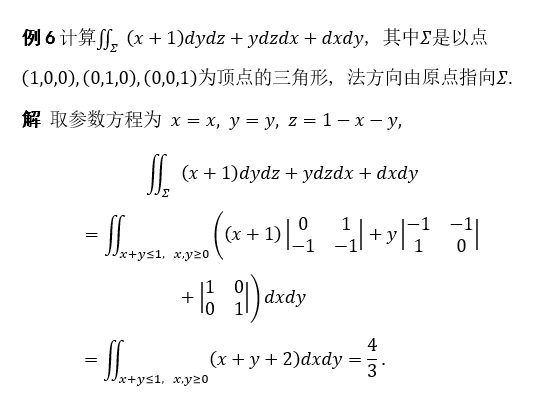 例 6 计算∬_Σ (x + 1)dydz + ydzdx + dxdy，其中Σ是以点
(1,0,0), (0,1,0), (0,0,1)为顶点的三角形，法方向由原点指向Σ.
解 取参数方程为 x = x, y = y, z = 1 − x − y,
∬_Σ (x + 1)dydz + ydzdx + dxdy
= ∬_{x+y≤1, x,y≥0} ((x + 1) |0 1; −1 −1| + y |−1 −1; 1 0|
+ |1 0; 0 1|) dxdy
= ∬_{x+y≤1, x,y≥0} (x + y + 2)dxdy = 4/3 .